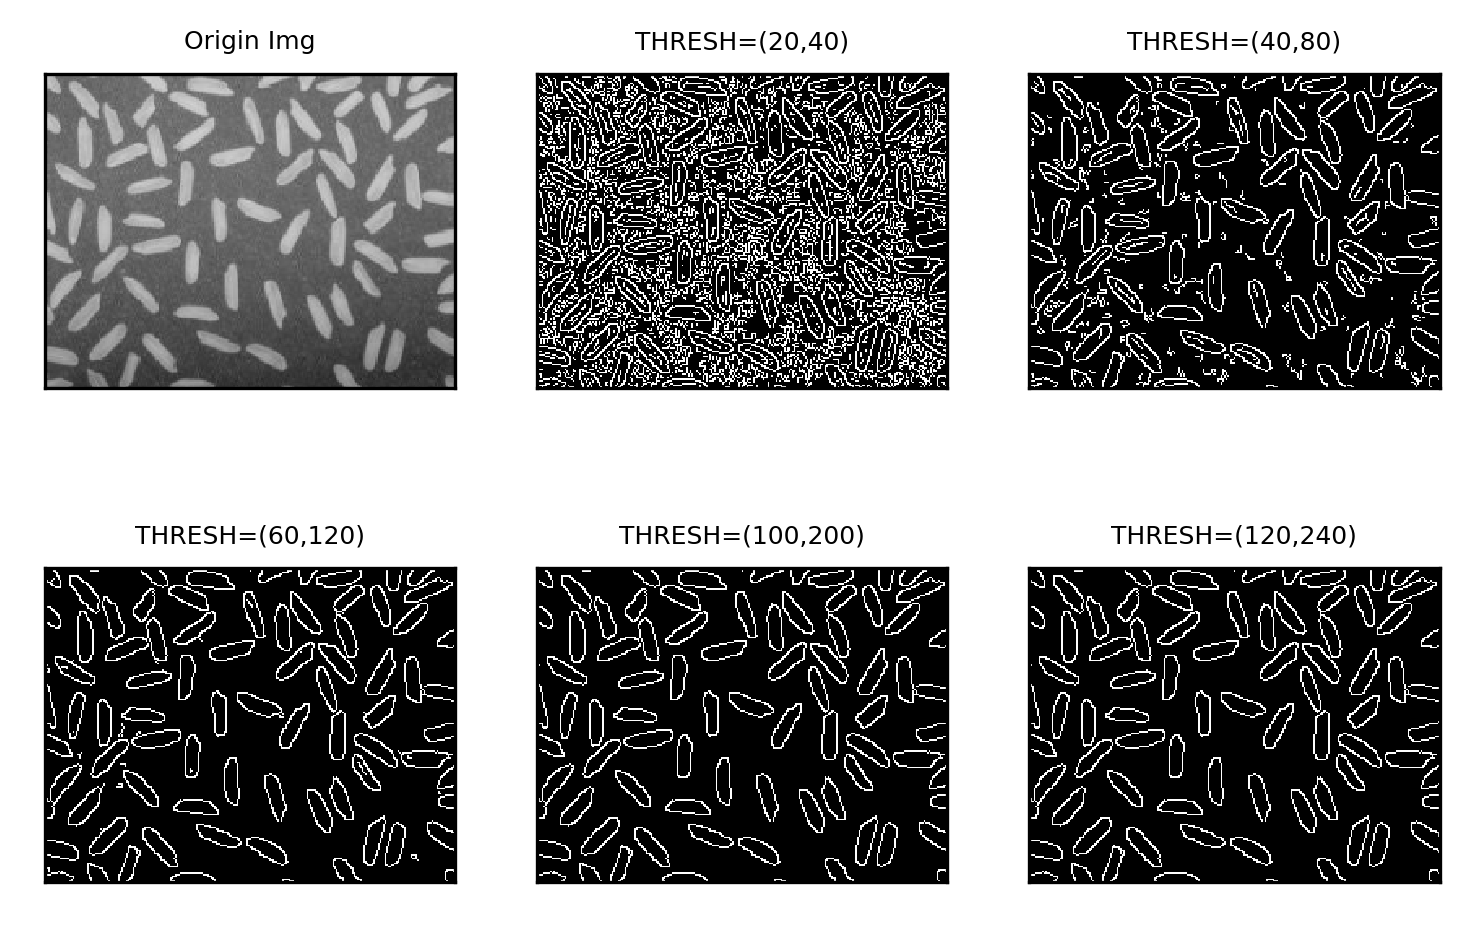 Origin Img
THRESH=(20,40)
THRESH=(40,80)
THRESH=(60,120)
THRESH=(100,200)
THRESH=(120,240)